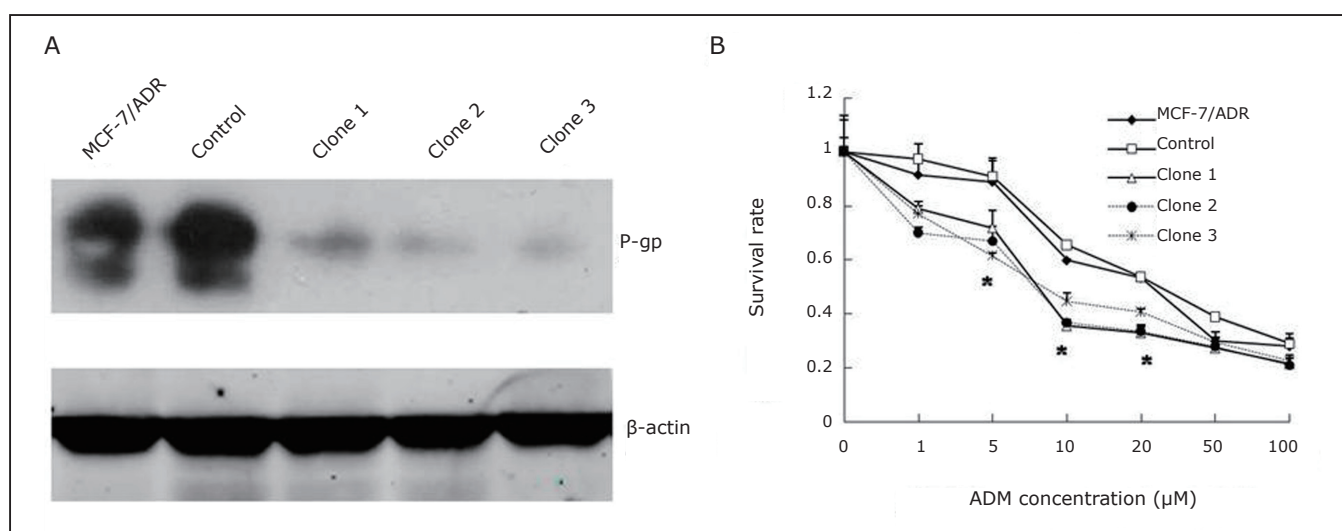 A
MCF-7/ADR
Control
Clone 1
Clone 2
Clone 3
P-gp
β-actin
B
Survival rate
1.2
1
0.8
0.6
0.4
0.2
0
0
1
5
10
20
50
100
ADM concentration (μM)
MCF-7/ADR
Control
Clone 1
Clone 2
Clone 3
*
*
*